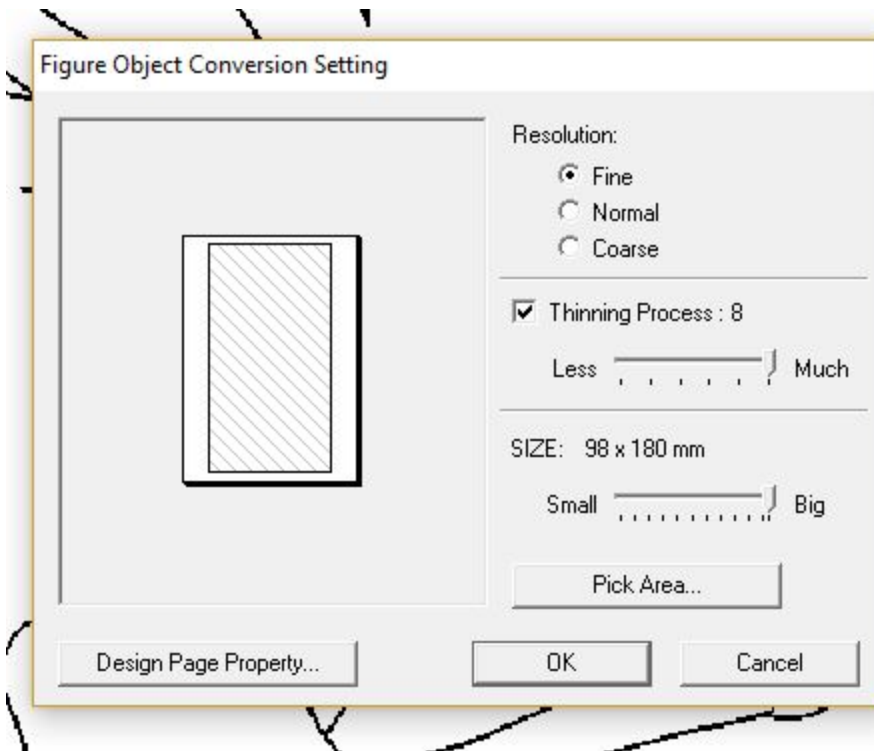 Figure Object Conversion Setting
Resolution:
Fine
Normal
Coarse
Thinning Process : 8
Less Much
SIZE: 98 x 180 mm
Small Big
Pick Area...
Design Page Property... OK Cancel